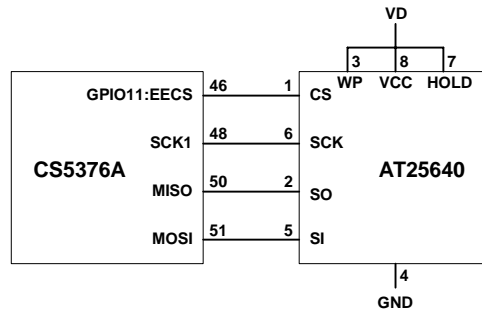 VD
3 8 7
WP VCC HOLD
GPIO11:EECS 46 1 CS
SCK1 48 6 SCK
CS5376A AT25640
MISO 50 2 SO
MOSI 51 5 SI
4
GND